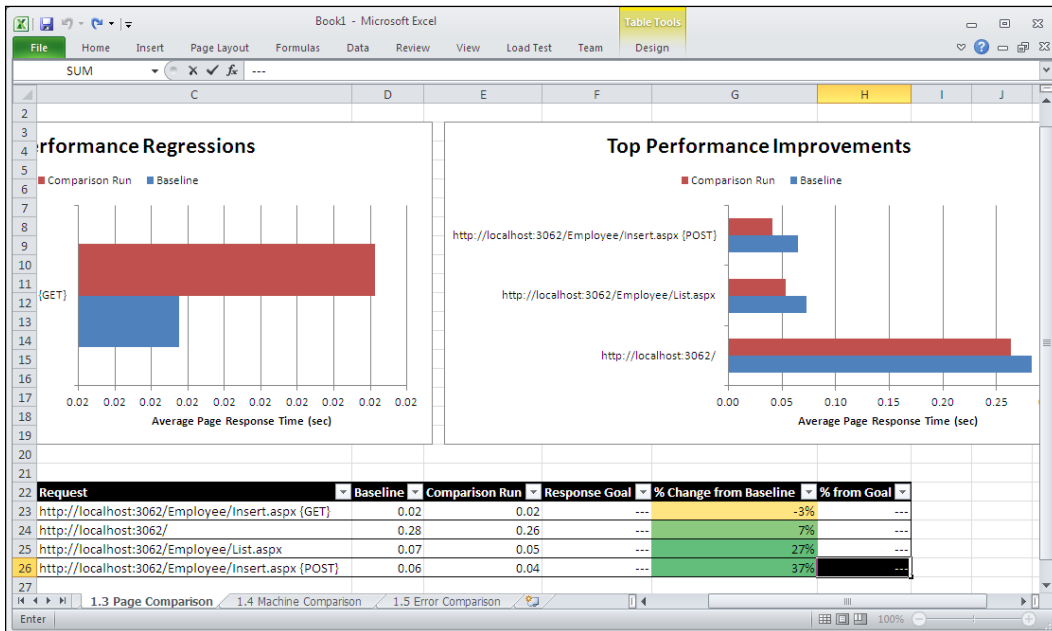 Book1 - Microsoft Excel
Table Tools
File Home Insert Page Layout Formulas Data Review View Load Test Team Design
SUM fx ---
C D E F G H I J
2
3
4
5
6
7
8
9
10
11
12
13
14
15
16
17
18
19
20
21
rformance Regressions
Comparison Run Baseline
{GET}
0.02 0.02 0.02 0.02 0.02 0.02 0.02 0.02 0.02 0.02
Average Page Response Time (sec)
Top Performance Improvements
Comparison Run Baseline
http://localhost:3062/Employee/Insert.aspx {POST}
http://localhost:3062/Employee/List.aspx
http://localhost:3062/
0.00 0.05 0.10 0.15 0.20 0.25
Average Page Response Time (sec)
22 Request Baseline Comparison Run Response Goal % Change from Baseline % from Goal
23 http://localhost:3062/Employee/Insert.aspx {GET} 0.02 0.02 --- -3% ---
24 http://localhost:3062/ 0.28 0.26 --- 7% ---
25 http://localhost:3062/Employee/List.aspx 0.07 0.05 --- 27% ---
26 http://localhost:3062/Employee/Insert.aspx {POST} 0.06 0.04 --- 37% ---
27
1.3 Page Comparison 1.4 Machine Comparison 1.5 Error Comparison
Enter 100%